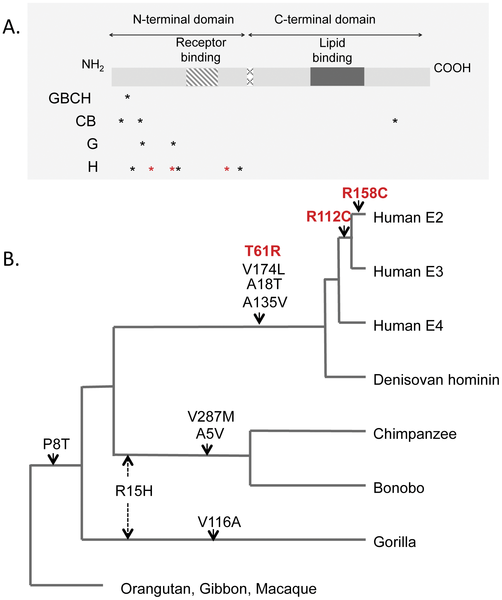 A.
N-terminal domain C-terminal domain
Receptor binding
Lipid binding
NH2
COOH
GBCH *
CB * * *
G * *
H * * * * * *
B.
R158C
R112C
Human E2
T61R
V174L
A18T
A135V
Human E3
Human E4
Denisovan hominin
V287M
A5V
Chimpanzee
P8T
R15H
Bonobo
V116A
Gorilla
Orangutan, Gibbon, Macaque